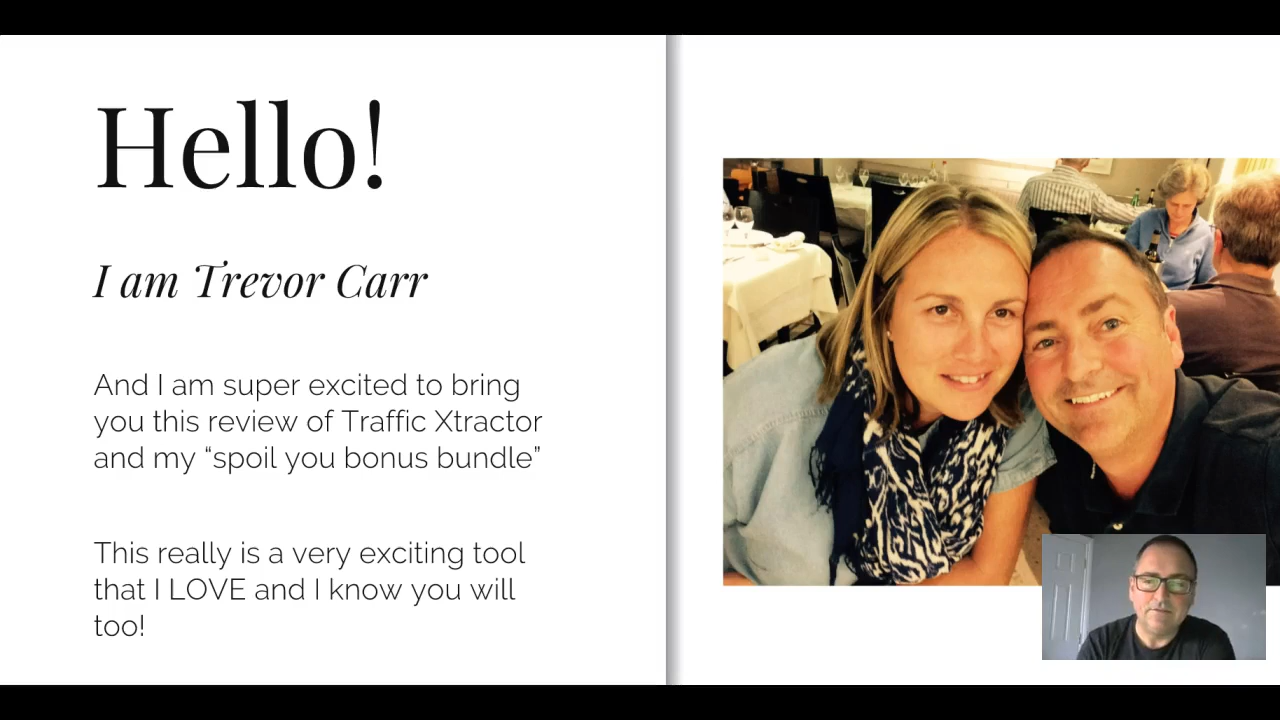 Hello!
I am Trevor Carr
And I am super excited to bring
you this review of Traffic Xtractor
and my “spoil you bonus bundle”
This really is a very exciting tool
that I LOVE and I know you will
too!